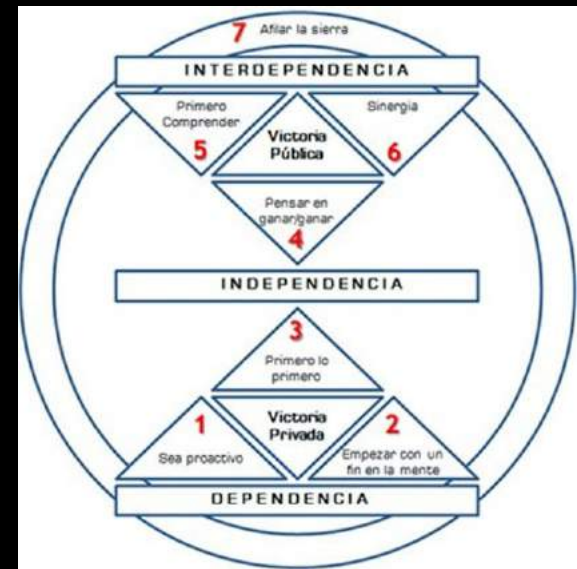 7 Afilar la sierra
INTERDEPENDENCIA
Primero
Comprender
5
Victoria
Pública
Sinergia
6
Pensar en
ganar/ganar
4
INDEPENDENCIA
3
Primero lo
primero
1
Sea proactivo
Victoria
Privada
2
Empezar con un
fin en la mente
DEPENDENCIA